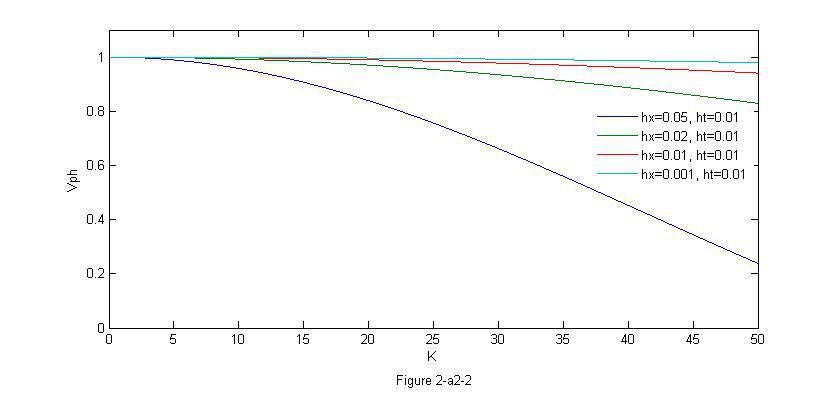 1
0.8
0.6
0.4
0.2
0
Vph
hx=0.05, ht=0.01
hx=0.02, ht=0.01
hx=0.01, ht=0.01
hx=0.001, ht=0.01
0 5 10 15 20 25 30 35 40 45 50
K
Figure 2-a2-2